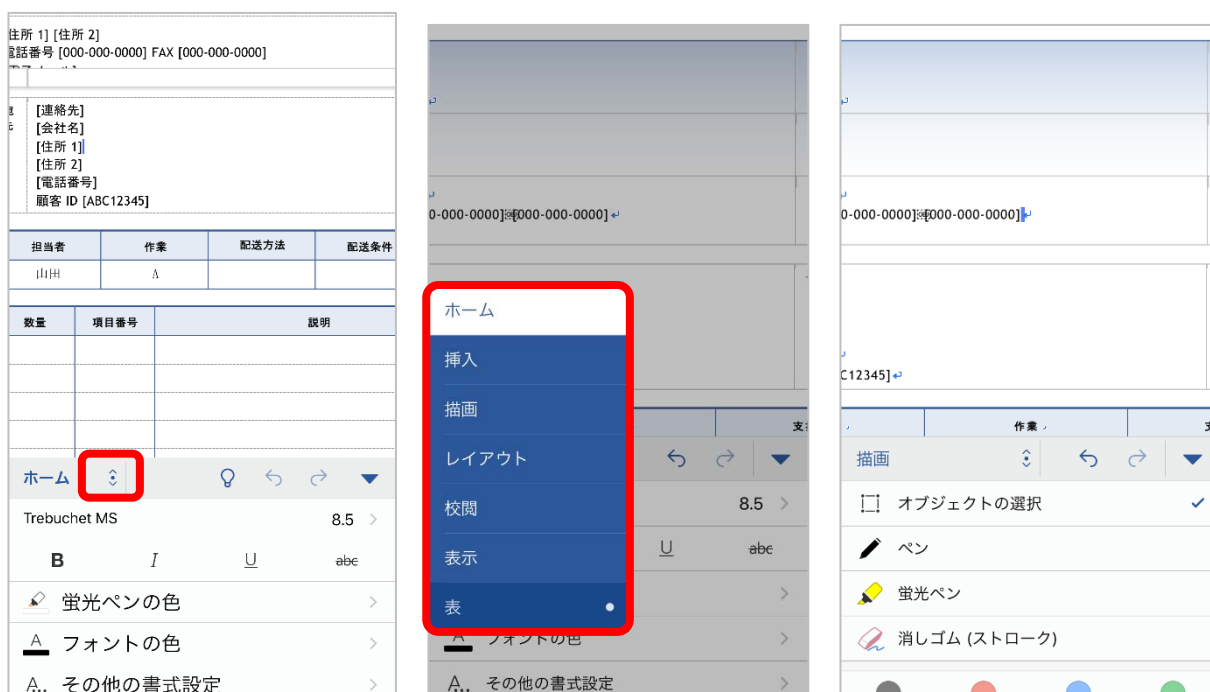 住所 1] [住所 2]
電話番号 [000-000-0000] FAX [000-000-0000]
[連絡先]
[会社名]
[住所 1]
[住所 2]
[電話番号]
顧客 ID [ABC12345]
担当者 作業 配送方法 配送条件
山田 A
数量 項目番号 説明
ホーム
Trebuchet MS 8.5
B I U abc
蛍光ペンの色
A フォントの色
A... その他の書式設定
0-000-0000] [000-000-0000]
ホーム
挿入
描画
レイアウト
校閲
表示
表
支
8.5
U abc
A フォントの色
A... その他の書式設定
0-000-0000] [000-000-0000]
C12345]
作業 支
描画
オブジェクトの選択
ペン
蛍光ペン
消しゴム (ストローク)